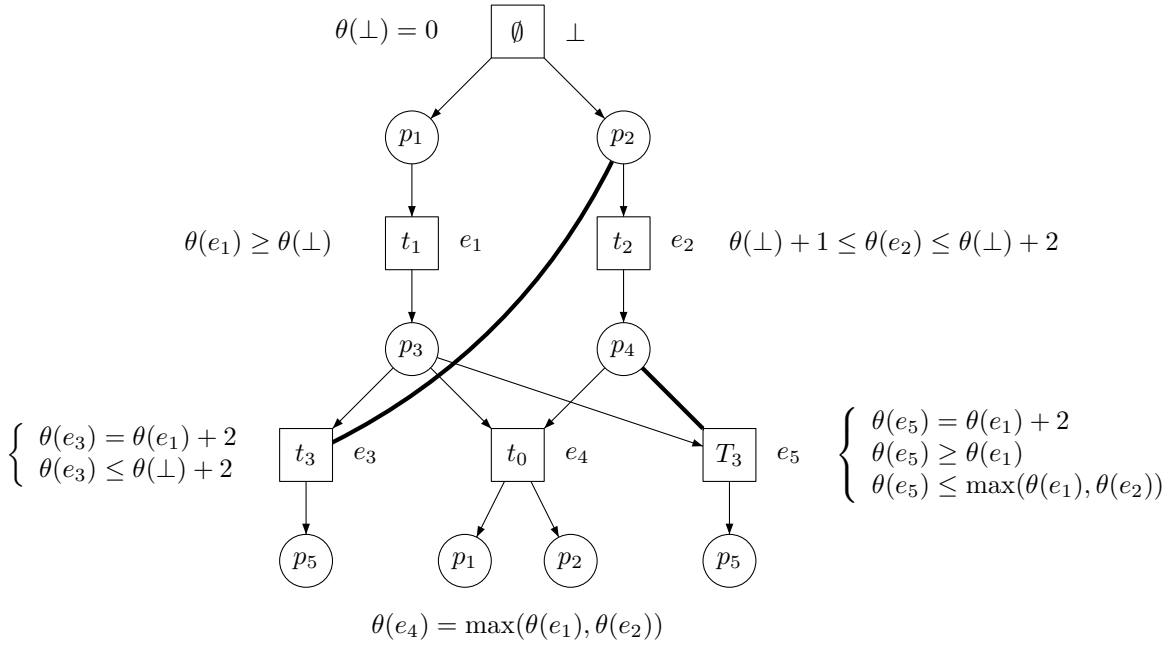 θ(⊥) = 0 ∅ ⊥
p₁ p₂
θ(e₁) ≥ θ(⊥) t₁ e₁ t₂ e₂ θ(⊥) + 1 ≤ θ(e₂) ≤ θ(⊥) + 2
p₃ p₄
θ(e₃) = θ(e₁) + 2
θ(e₃) ≤ θ(⊥) + 2
t₃ e₃ t₀ e₄ T₃ e₅
θ(e₅) = θ(e₁) + 2
θ(e₅) ≥ θ(e₁)
θ(e₅) ≤ max(θ(e₁), θ(e₂))
p₅ p₁ p₂ p₅
θ(e₄) = max(θ(e₁), θ(e₂))